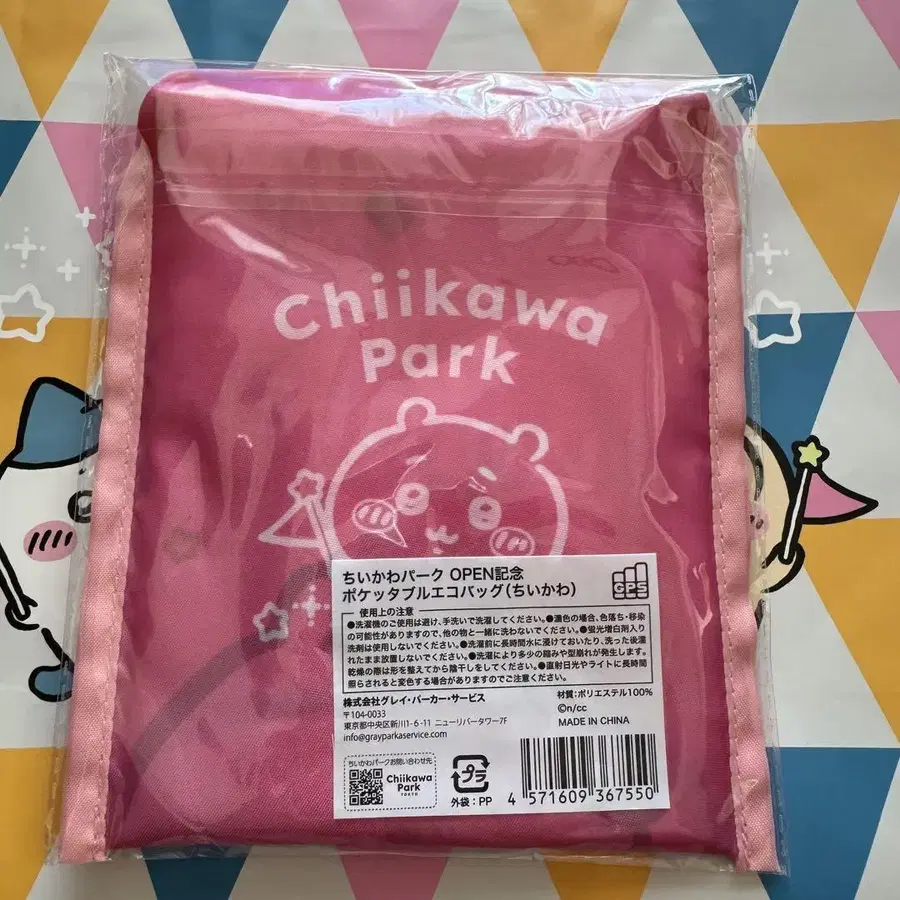 Chiikawa
Park
ちいかわパーク OPEN記念
ポケッタブルエコバッグ(ちいかわ)
GPS
使用上の注意
●洗濯機のご使用は避け、手洗いで洗濯してください。●濃色の場合、色落ち・移染
の可能性がありますので、他の物と一緒に洗わないでください。●蛍光増白剤入り
洗剤は使用しないでください。●洗濯前に長時間水に浸けておいたり、洗った後濡
れたまま放置しないでください。●洗濯により多少の縮みや型崩れが発生します。
乾燥の際は形を整えてから陰干しをしてください。●直射日光やライトに長時間
照らされると変色する場合がありますのでご注意ください。
株式会社グレイ・パーカー・サービス
〒104-0033
東京都中央区新川1-6-11 ニューリバータワー7F
info@grayparkaservice.com
材質:ポリエステル100%
©n/cc
MADE IN CHINA
ちいかわパークお問い合わせ先
Chiikawa
Park
TOKYO
プラ
外袋:PP
4 571609 367550